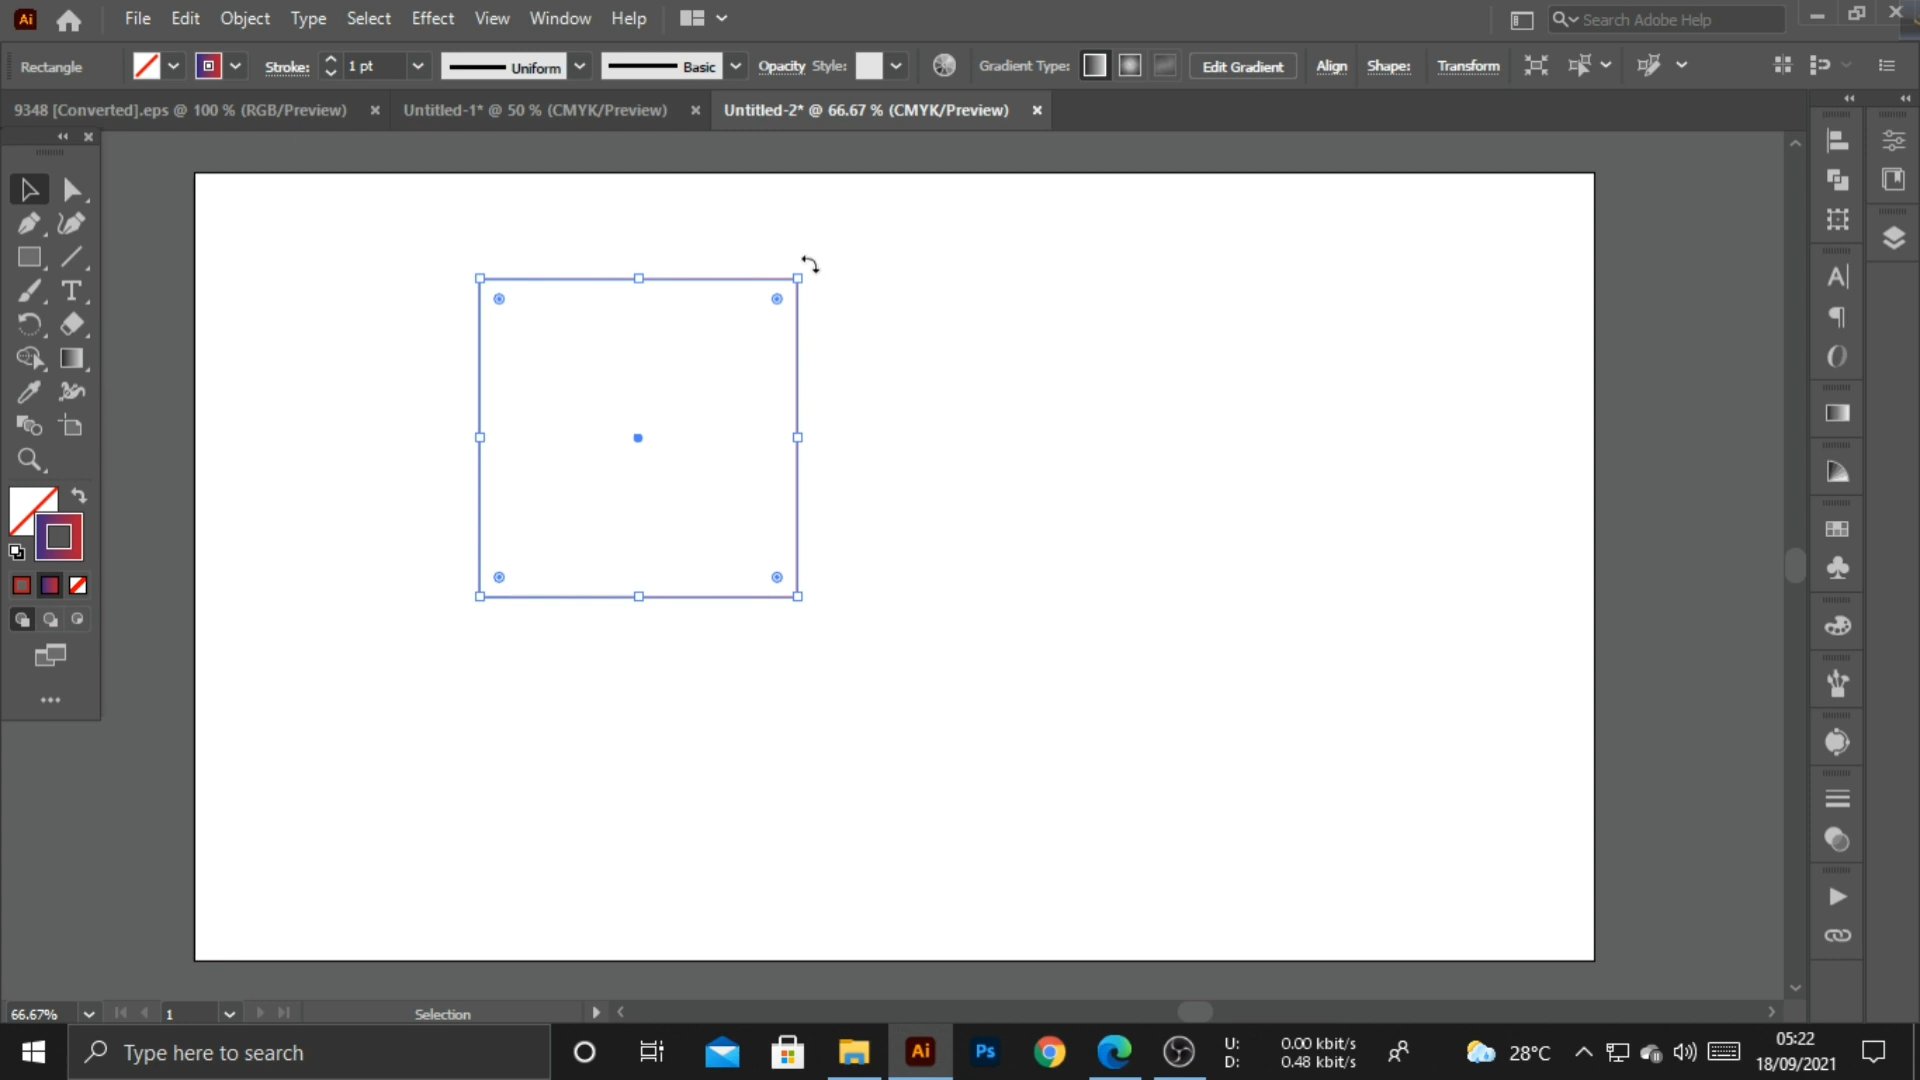 Ai File Edit Object Type Select Effect View Window Help Search Adobe Help
Rectangle Stroke: 1 pt Uniform Basic Opacity Style: Gradient Type: Edit Gradient Align Shape: Transform
9348 [Converted].eps @ 100 % (RGB/Preview) Untitled-1* @ 50 % (CMYK/Preview) Untitled-2* @ 66.67 % (CMYK/Preview)
66.67% 1 Selection
Type here to search Ai Ps U: 0.00 kbit/s 28°C 05:22
D: 0.48 kbit/s 18/09/2021